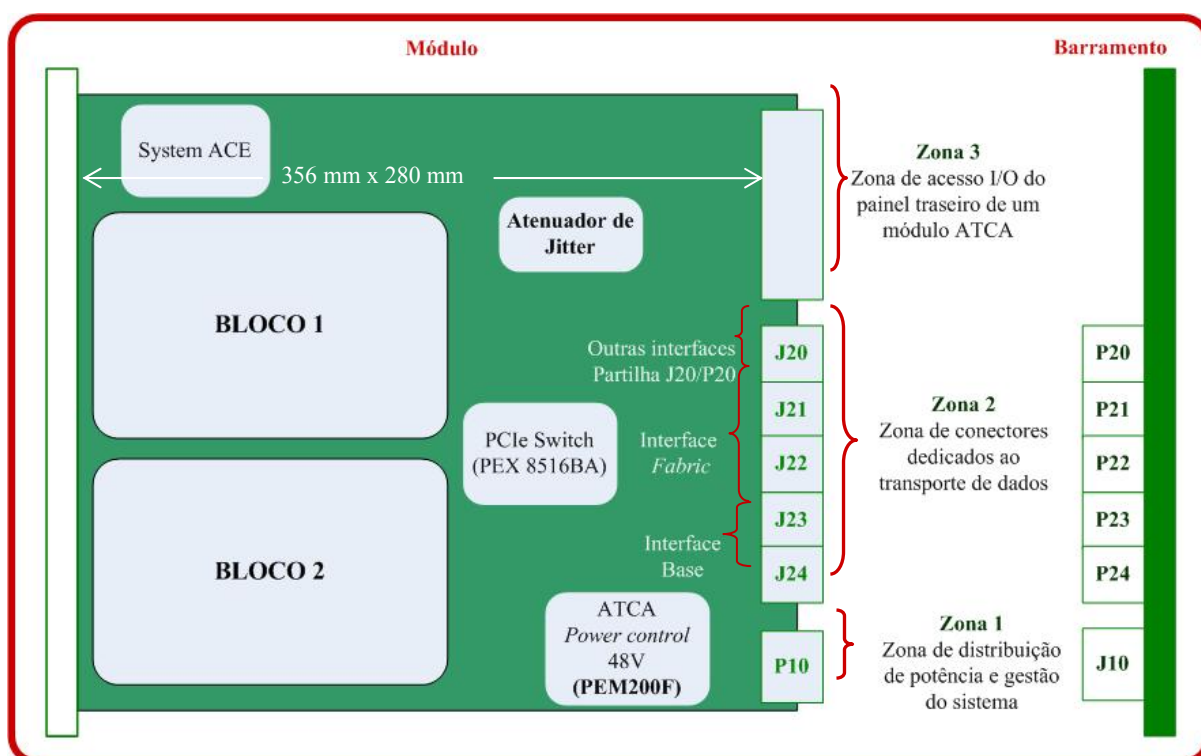 Módulo
Barramento
System ACE
356 mm x 280 mm
Atenuador de
Jitter
BLOCO 1
PCIe Switch
(PEX 8516BA)
BLOCO 2
ATCA
Power control
48V
(PEM200F)
Outras interfaces
Partilha J20/P20
Interface
Fabric
Interface
Base
J20
J21
J22
J23
J24
P10
Zona 3
Zona de acesso I/O do
painel traseiro de um
módulo ATCA
Zona 2
Zona de conectores
dedicados ao
transporte de dados
Zona 1
Zona de distribuição
de potência e gestão
do sistema
P20
P21
P22
P23
P24
J10